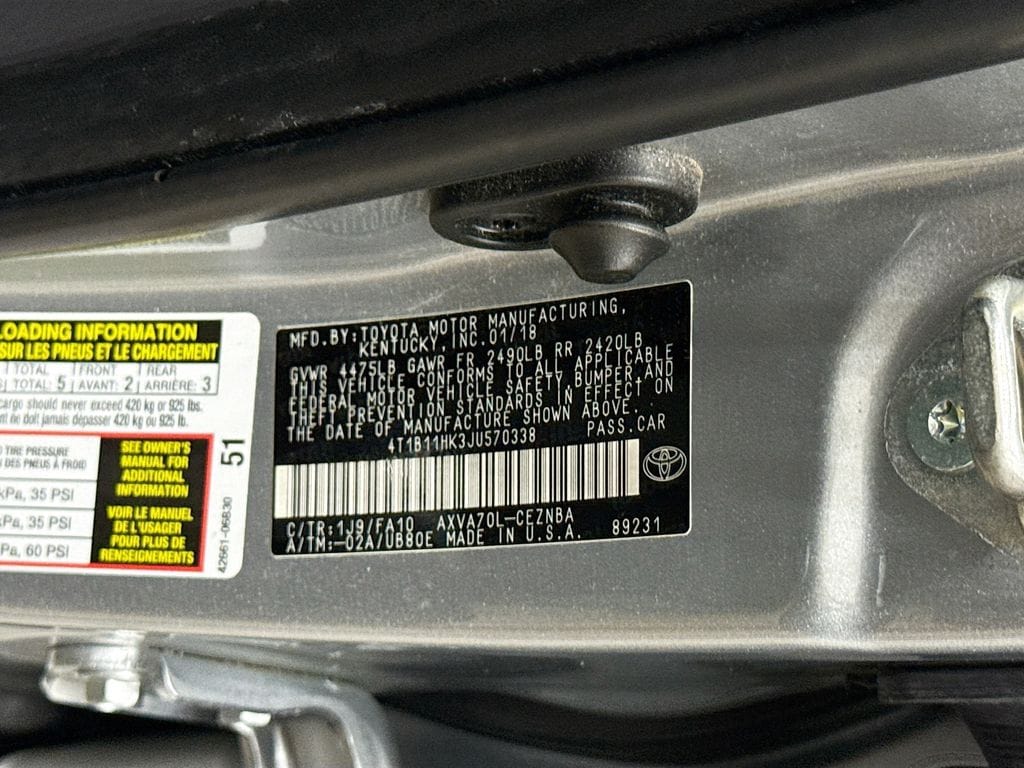 LOADING INFORMATION
SUR LES PNEUS ET LE CHARGEMENT
TOTAL FRONT REAR
TOTAL: 5 AVANT: 2 ARRIÈRE: 3
cargo should never exceed 420 kg or 925 lbs.
ne doit jamais dépasser 420 kg ou 925 lb.
TIRE PRESSURE
DES PNEUS À FROID
kPa, 35 PSI
kPa, 35 PSI
kPa, 60 PSI
SEE OWNER'S
MANUAL FOR
ADDITIONAL
INFORMATION
VOIR LE MANUEL
DE L'USAGER
POUR PLUS DE
RENSEIGNEMENTS
51
42661-06B30
MFD.BY:TOYOTA MOTOR MANUFACTURING,
KENTUCKY,INC.01/18
GVWR 4475LB GAWR FR 2490LB RR 2420LB
THIS VEHICLE CONFORMS TO ALL APPLICABLE
FEDERAL MOTOR VEHICLE SAFETY,BUMPER AND
THEFT PREVENTION STANDARDS IN EFFECT ON
THE DATE OF MANUFACTURE SHOWN ABOVE.
4T1B11HK3JU570338 PASS.CAR
C/TR:1J9/FA10 AXVA70L-CEZNBA
A/TM:-02A/UB80E MADE IN U.S.A. 89231